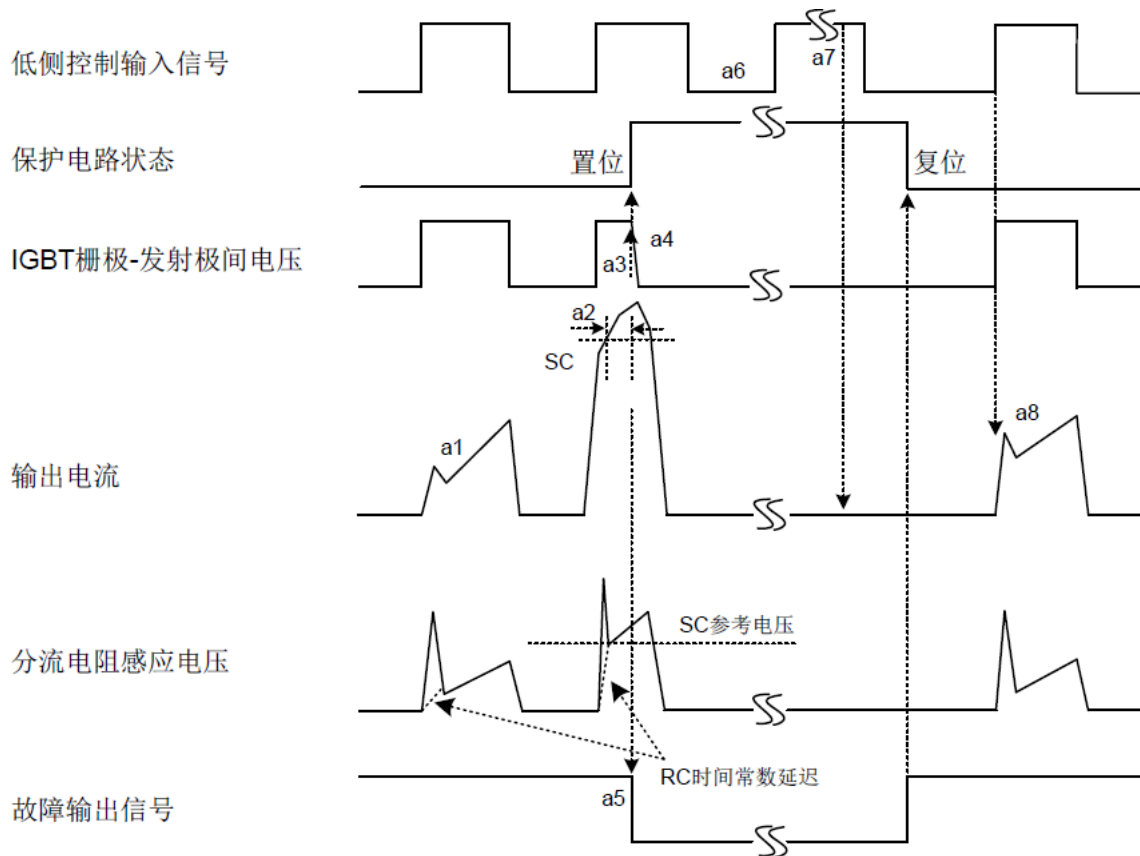 低侧控制输入信号
a6
a7
保护电路状态
置位
复位
IGBT栅极-发射极间电压
a3
a4
a2
SC
a1
a8
输出电流
SC参考电压
分流电阻感应电压
RC时间常数延迟
a5
故障输出信号